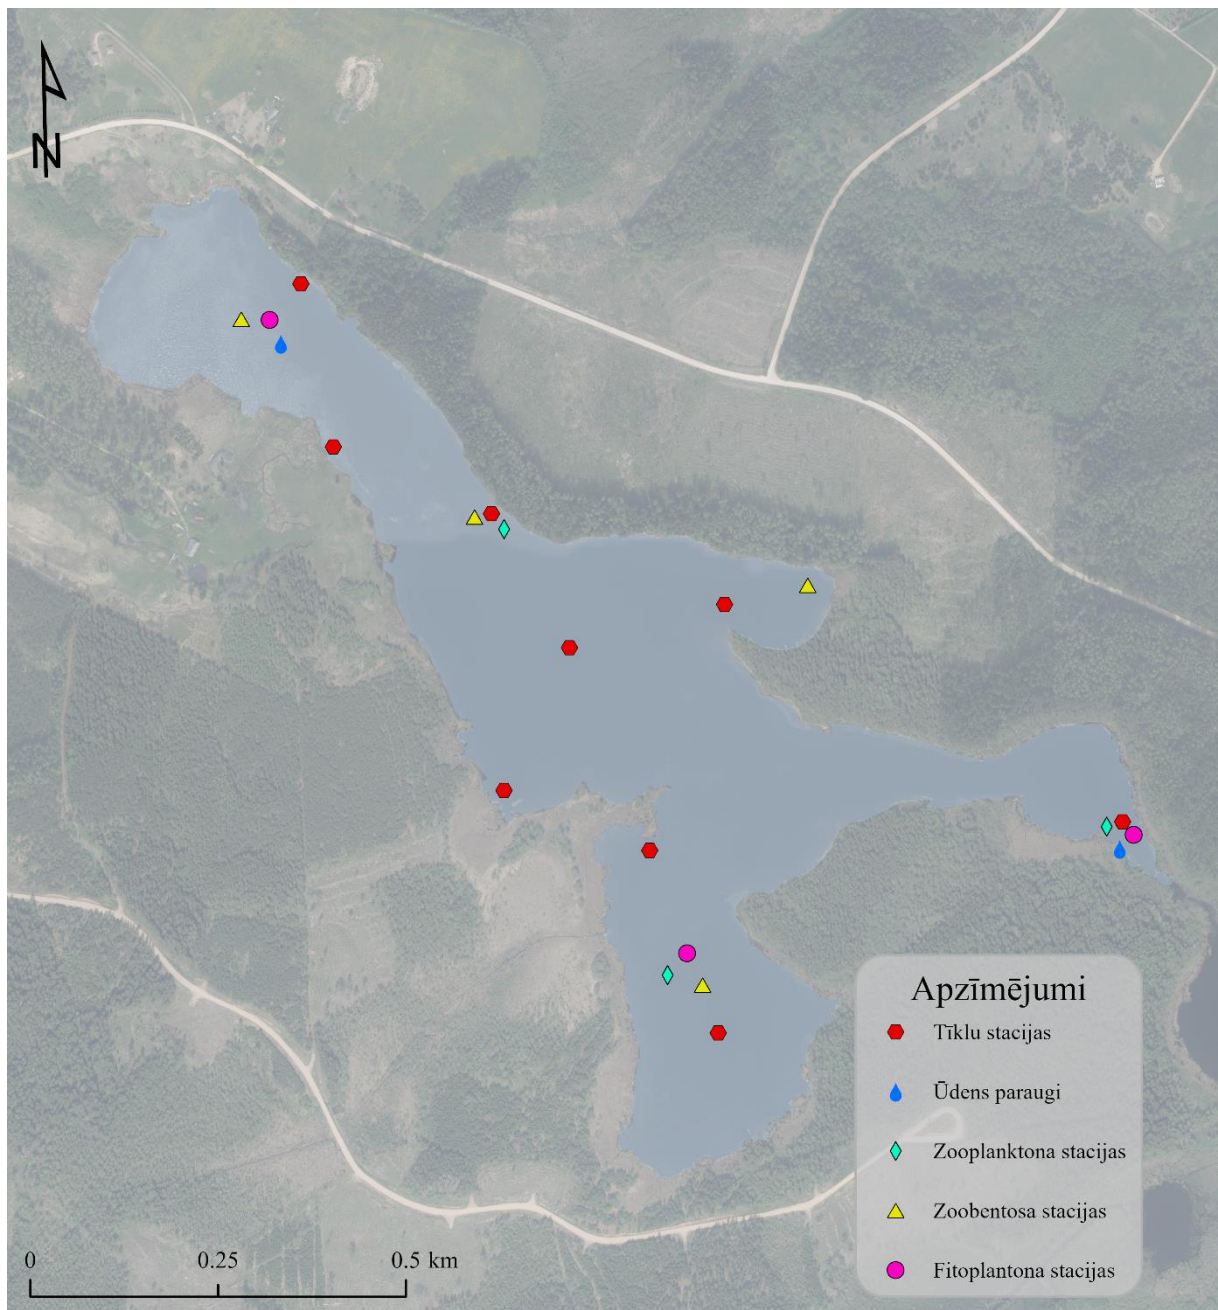 N
Apzīmējumi
Tīklu stacijas
Ūdens paraugi
Zooplanktona stacijas
Zoobentosa stacijas
Fitoplantona stacijas
0 0.25 0.5 km